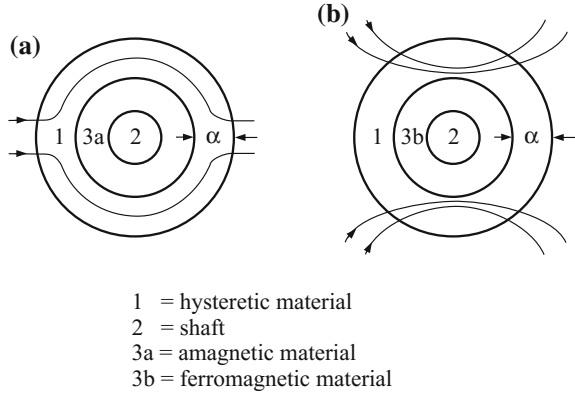 (a)
1 3a 2 α
(b)
1 3b 2 α
1 = hysteretic material
2 = shaft
3a = amagnetic material
3b = ferromagnetic material